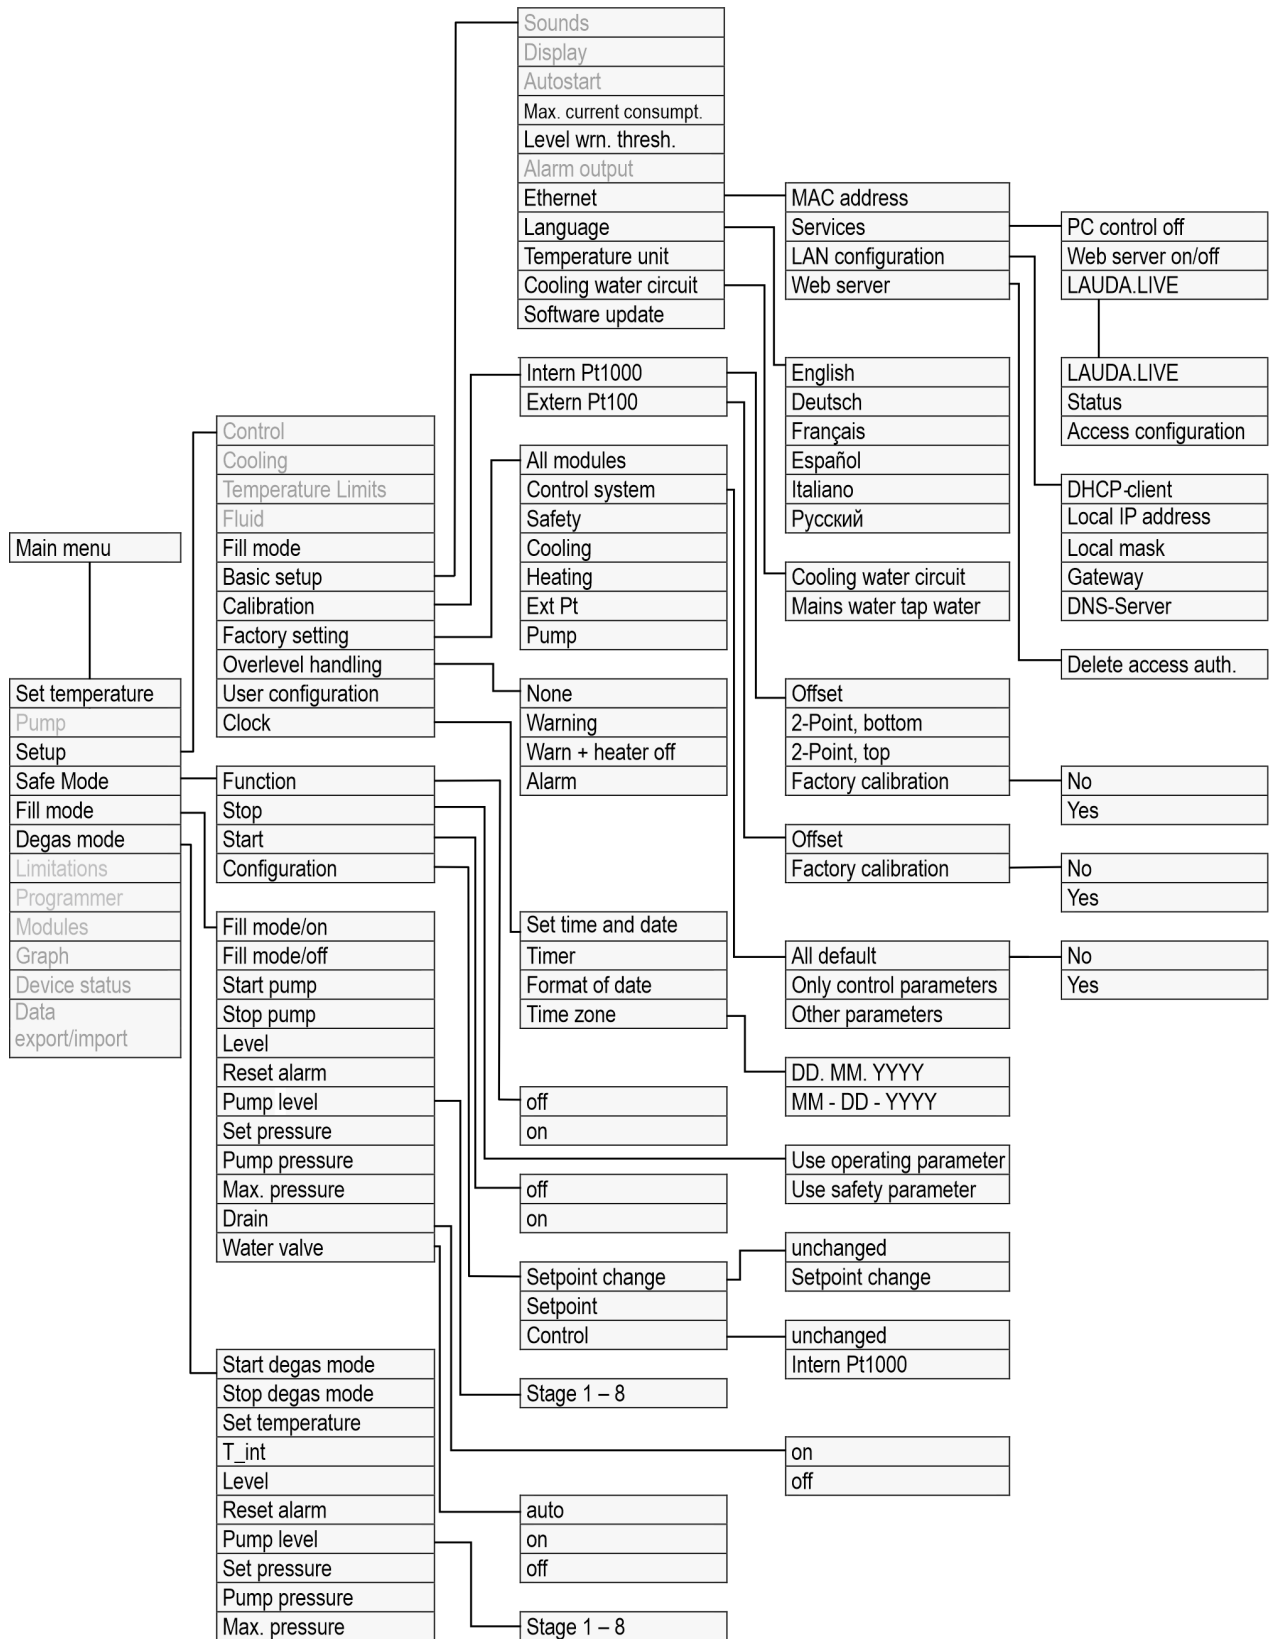 Main menu
Set temperature
Pump
Setup
Safe Mode
Fill mode
Degas mode
Limitations
Programmer
Modules
Graph
Device status
Data
export/import
Control
Cooling
Temperature Limits
Fluid
Fill mode
Basic setup
Calibration
Factory setting
Overlevel handling
User configuration
Clock
Function
Stop
Start
Configuration
Fill mode/on
Fill mode/off
Start pump
Stop pump
Level
Reset alarm
Pump level
Set pressure
Pump pressure
Max. pressure
Drain
Water valve
Start degas mode
Stop degas mode
Set temperature
T_int
Level
Reset alarm
Pump level
Set pressure
Pump pressure
Max. pressure
Sounds
Display
Autostart
Max. current consumpt.
Level wrn. thresh.
Alarm output
Ethernet
Language
Temperature unit
Cooling water circuit
Software update
Intern Pt1000
Extern Pt100
All modules
Control system
Safety
Cooling
Heating
Ext Pt
Pump
None
Warning
Warn + heater off
Alarm
Set time and date
Timer
Format of date
Time zone
off
on
off
on
Setpoint change
Setpoint
Control
Stage 1 – 8
auto
on
off
Stage 1 – 8
MAC address
Services
LAN configuration
Web server
English
Deutsch
Français
Español
Italiano
Русский
Cooling water circuit
Mains water tap water
Offset
2-Point, bottom
2-Point, top
Factory calibration
Offset
Factory calibration
All default
Only control parameters
Other parameters
DD. MM. YYYY
MM - DD - YYYY
Use operating parameter
Use safety parameter
unchanged
Setpoint change
unchanged
Intern Pt1000
on
off
PC control off
Web server on/off
LAUDA.LIVE
LAUDA.LIVE
Status
Access configuration
DHCP-client
Local IP address
Local mask
Gateway
DNS-Server
Delete access auth.
No
Yes
No
Yes
No
Yes